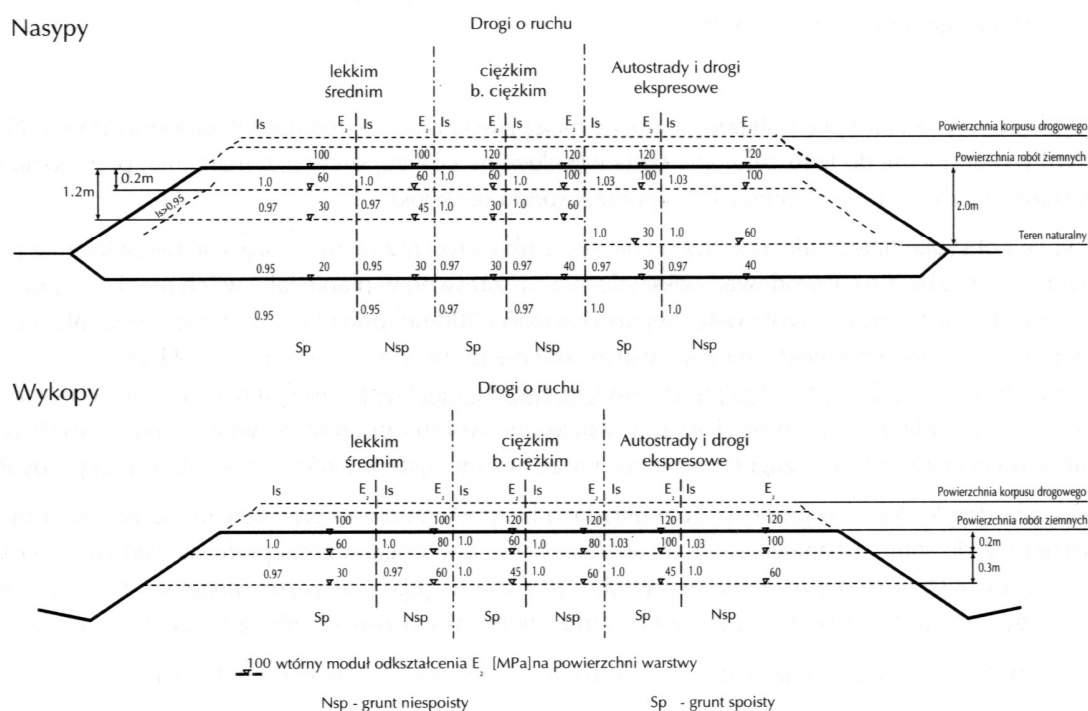 Nasypy
Drogi o ruchu
lekkim średnim
ciężkim b. ciężkim
Autostrady i drogi ekspresowe
Is E₂ Is E₂ Is E₂ Is E₂ Is E₂ Is E₂
Powierzchnia korpusu drogowego
100 100 120 120 120 120
Powierzchnia robót ziemnych
0.2m 1.0 60 1.0 60 1.0 60 1.0 100 1.03 100 1.03 100
1.2m
Is>0.95
0.97 30 0.97 45 1.0 30 1.0 60
2.0m
1.0 30 1.0 60
Teren naturalny
0.95 20 0.95 30 0.97 30 0.97 40 0.97 30 0.97 40
0.95 0.95 0.97 0.97 1.0 1.0
Sp Nsp Sp Nsp Sp Nsp
Wykopy
Drogi o ruchu
lekkim średnim
ciężkim b. ciężkim
Autostrady i drogi ekspresowe
Is E₂ Is E₂ Is E₂ Is E₂ Is E₂ Is E₂
Powierzchnia korpusu drogowego
100 100 120 120 120 120
Powierzchnia robót ziemnych
1.0 60 1.0 80 1.0 60 1.0 80 1.03 100 1.03 100 0.2m
0.97 30 0.97 60 1.0 45 1.0 60 1.0 45 1.0 60 0.3m
Sp Nsp Sp Nsp Sp Nsp
100 wtórny moduł odkształcenia E₂ [MPa]na powierzchni warstwy
Nsp - grunt niespoisty Sp - grunt spoisty